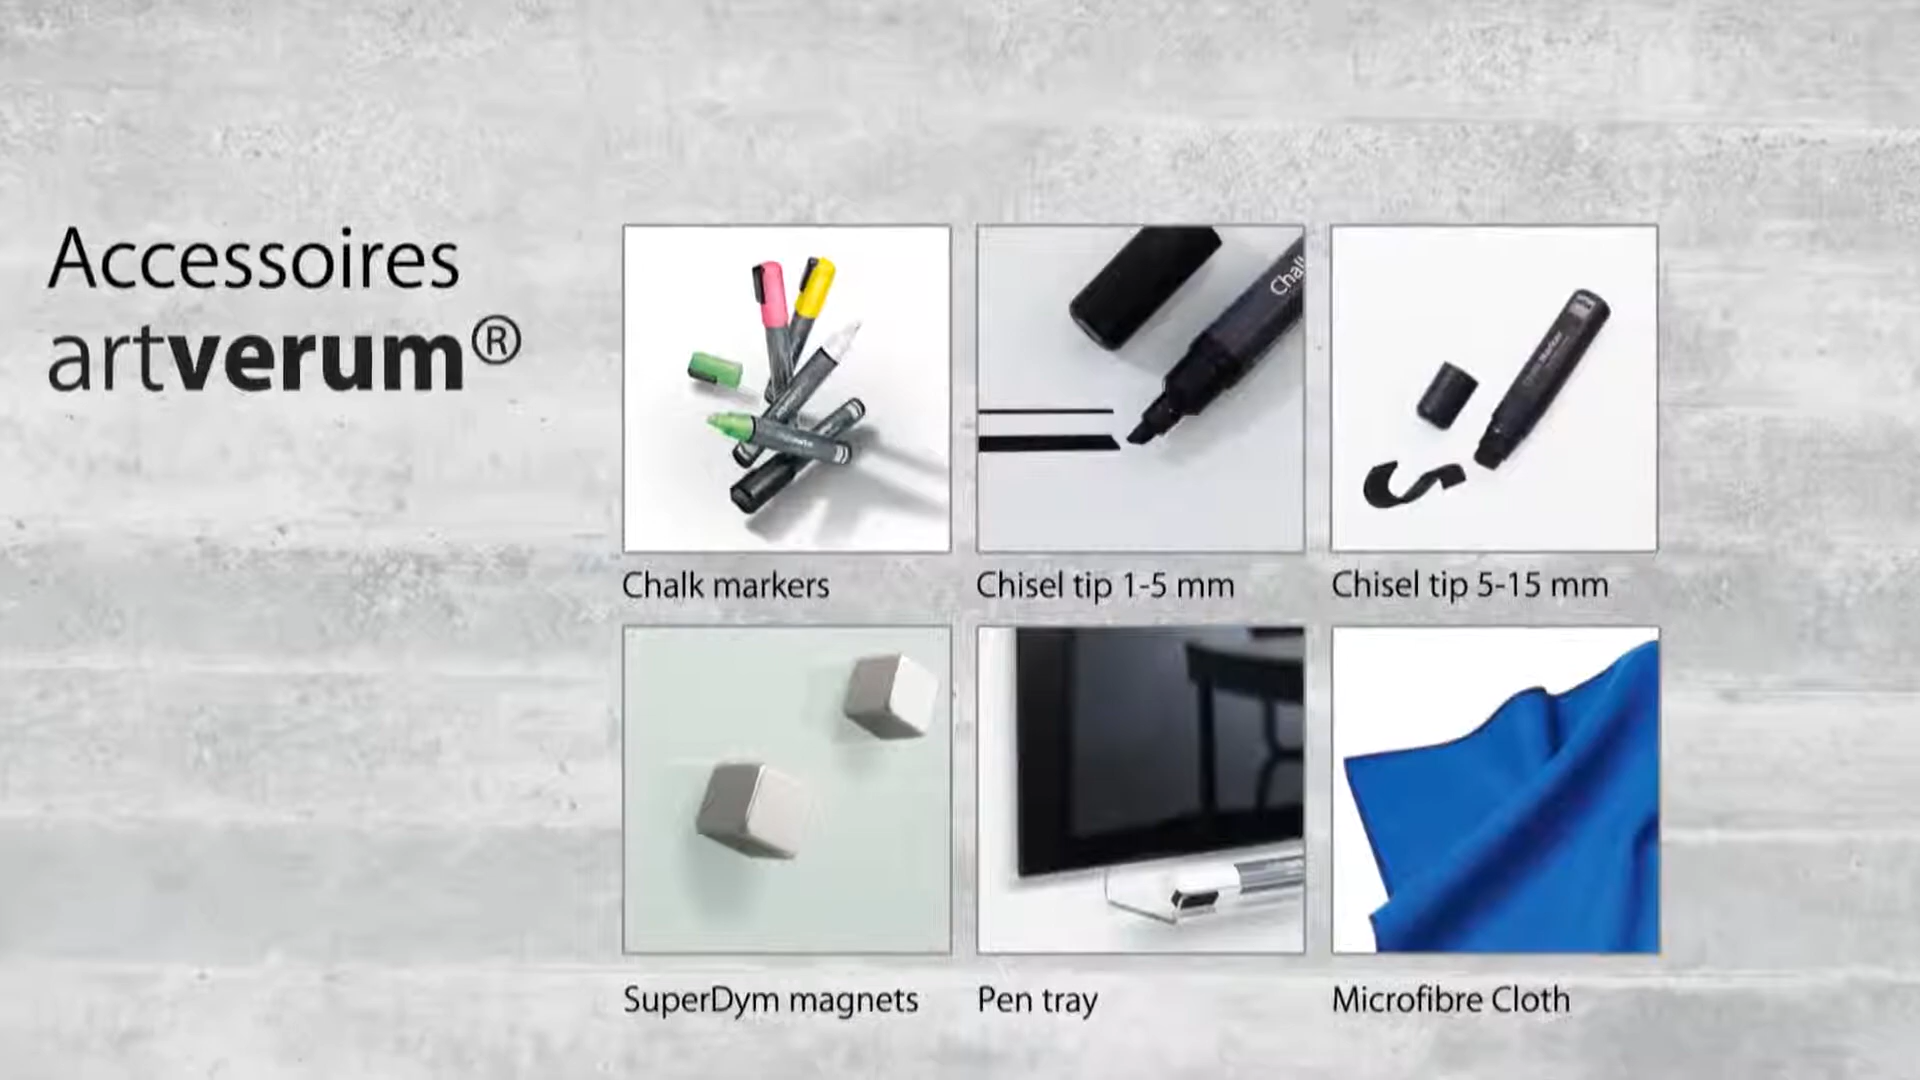 Accessoires
artverum®
Chalk markers
Chisel tip 1-5 mm
Chisel tip 5-15 mm
SuperDym magnets
Pen tray
Microfibre Cloth